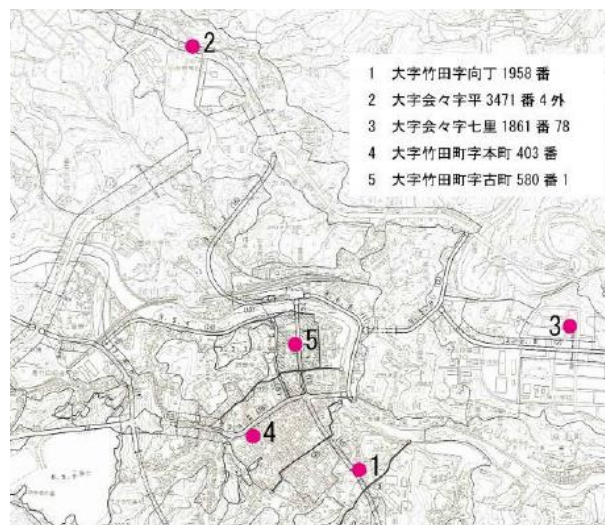 2
1 大字竹田字向丁 1958 番
2 大字会々字平 3471 番 4 外
3 大字会々字七里 1861 番 78
4 大字竹田町字本町 403 番
5 大字竹田町字古町 580 番 1
3
5
4
1